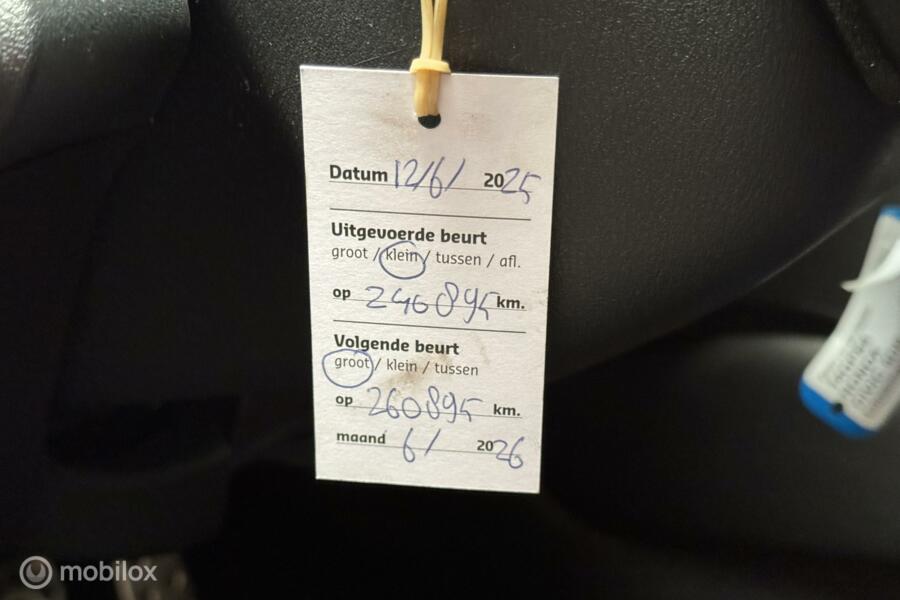 Datum 12/6/ 2025
Uitgevoerde beurt
groot / klein / tussen / afl.
op 240895 km.
Volgende beurt
groot / klein / tussen
op 260895 km.
maand 6/ 2026
mobilox